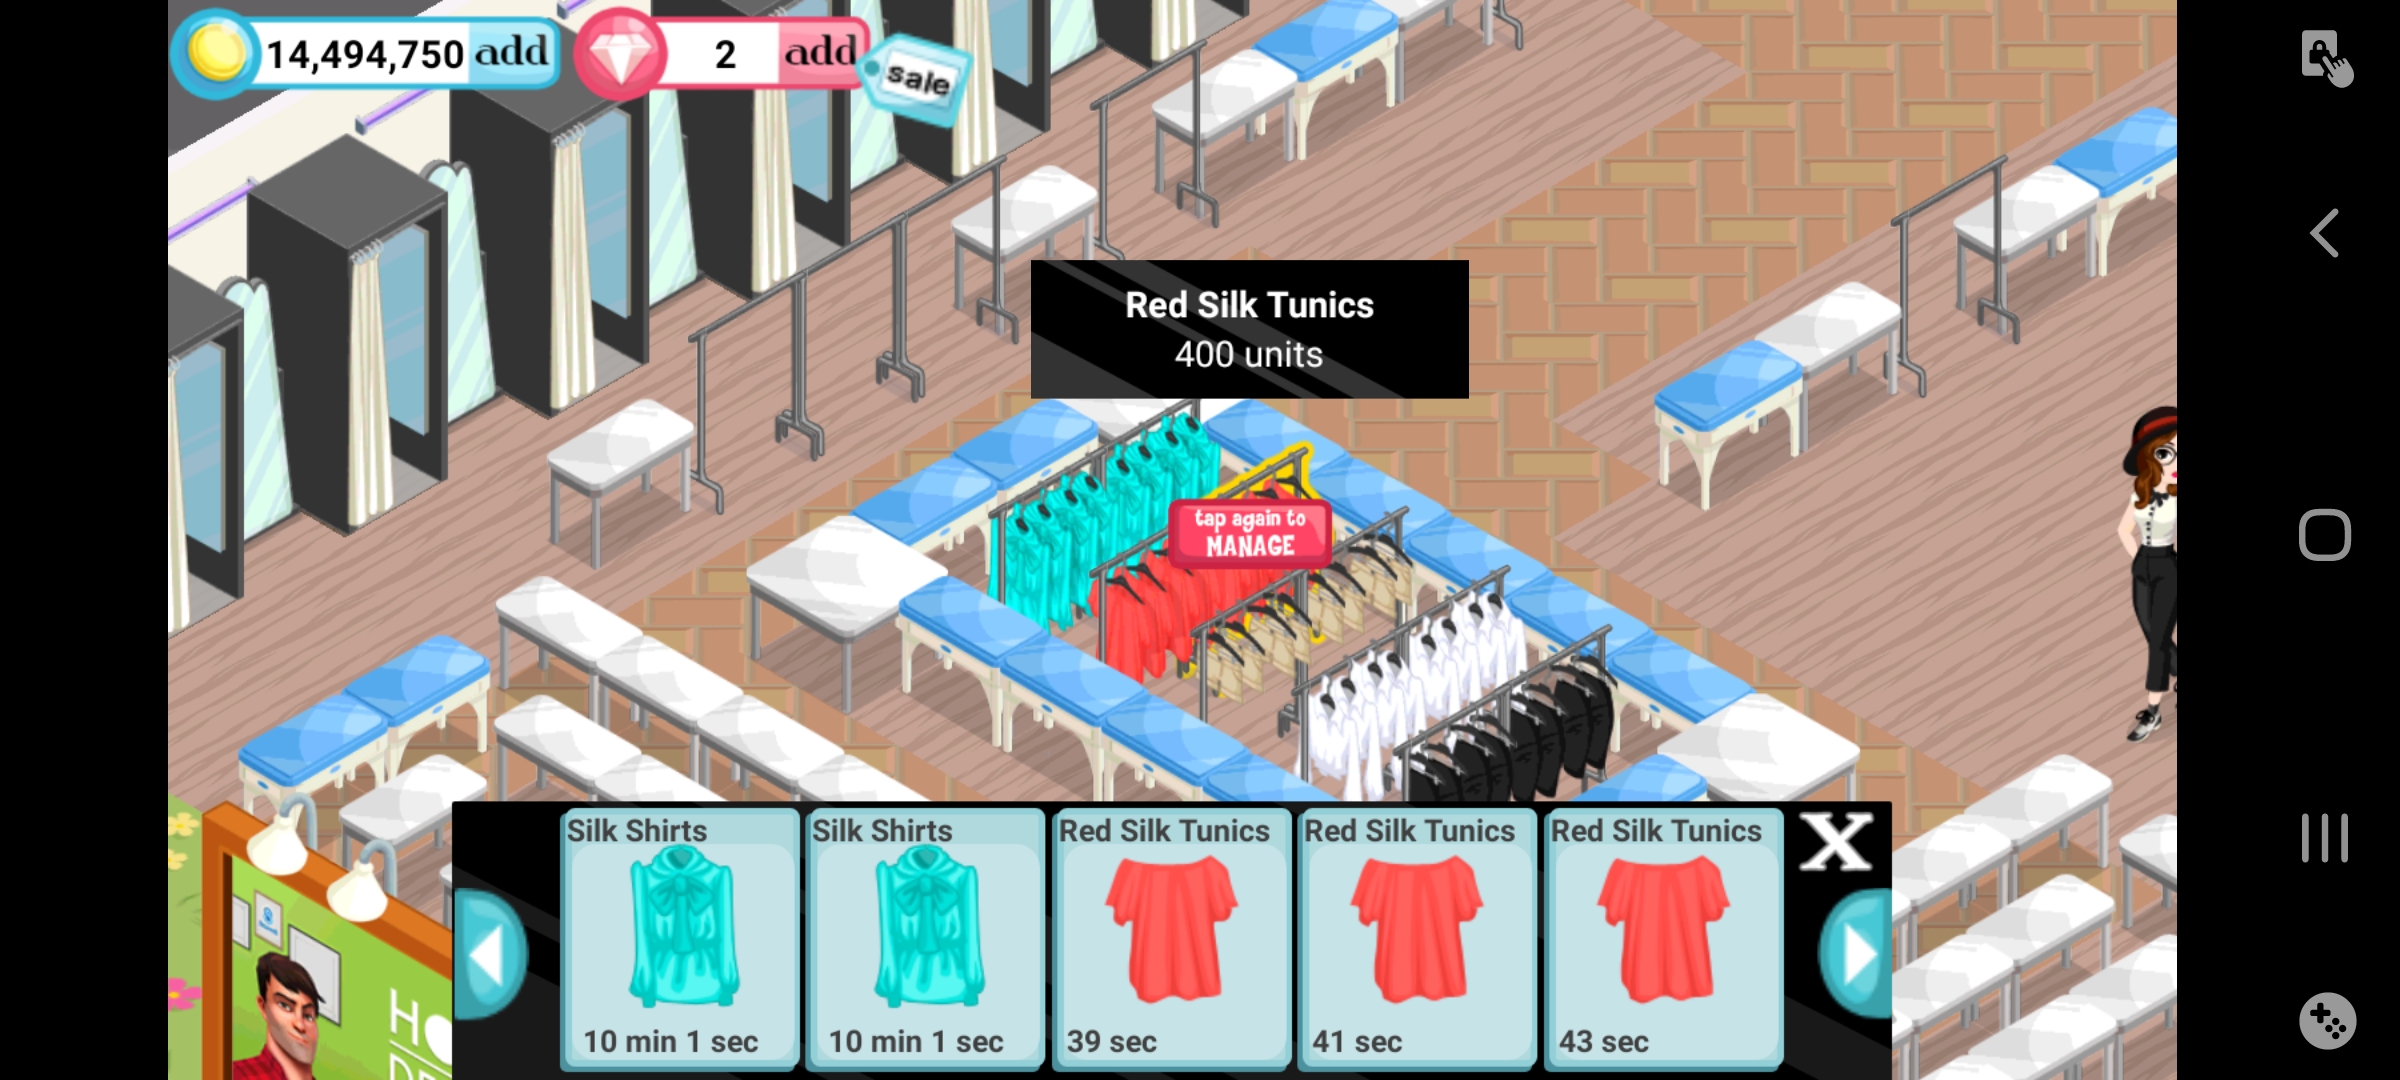 14,494,750 add
2 add
sale
Red Silk Tunics
400 units
tap again to
MANAGE
Silk Shirts
10 min 1 sec
Silk Shirts
10 min 1 sec
Red Silk Tunics
39 sec
Red Silk Tunics
41 sec
Red Silk Tunics
43 sec
X